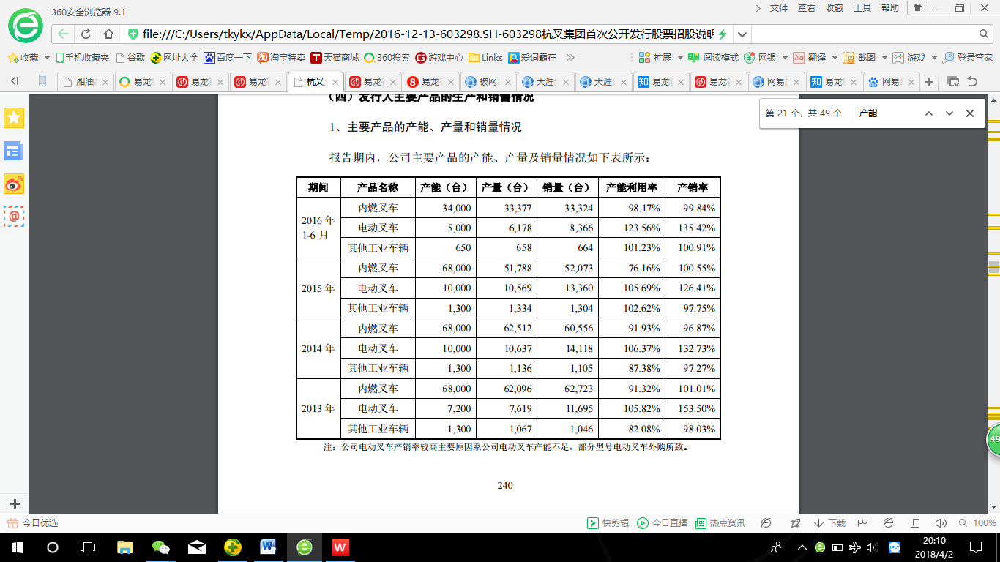 360安全浏览器 9.1
文件 查看 收藏 工具 帮助
file:///C:/Users/tkykx/AppData/Local/Temp/2016-12-13-603298.SH-603298杭叉集团首次公开发行股票招股说明
收藏 手机收藏夹 谷歌 网址大全 百度一下 淘宝特卖 天猫商城 360搜索 游戏中心 Links 爱词霸在 扩展 阅读模式 网银 翻译 截图 游戏 登录管家
湘油 易龙 易龙 易龙 杭叉 易龙 易龙 被网 天涯 天涯 易龙 易龙 网易 易龙 网易
第 21 个，共 49 个 产能
（四）发行人主要产品的生产和销售情况
1、主要产品的产能、产量和销量情况
报告期内，公司主要产品的产能、产量及销量情况如下表所示：
期间 产品名称 产能（台） 产量（台） 销量（台） 产能利用率 产销率
2016 年 1-6 月 内燃叉车 34,000 33,377 33,324 98.17% 99.84%
电动叉车 5,000 6,178 8,366 123.56% 135.42%
其他工业车辆 650 658 664 101.23% 100.91%
2015 年 内燃叉车 68,000 51,788 52,073 76.16% 100.55%
电动叉车 10,000 10,569 13,360 105.69% 126.41%
其他工业车辆 1,300 1,334 1,304 102.62% 97.75%
2014 年 内燃叉车 68,000 62,512 60,556 91.93% 96.87%
电动叉车 10,000 10,637 14,118 106.37% 132.73%
其他工业车辆 1,300 1,136 1,105 87.38% 97.27%
2013 年 内燃叉车 68,000 62,096 62,723 91.32% 101.01%
电动叉车 7,200 7,619 11,695 105.82% 153.50%
其他工业车辆 1,300 1,067 1,046 82.08% 98.03%
注：公司电动叉车产销率较高主要原因系公司电动叉车产能不足，部分型号电动叉车外购所致。
240
49
今日优选 快剪辑 今日直播 热点资讯 下载 100%
20:10
2018/4/2